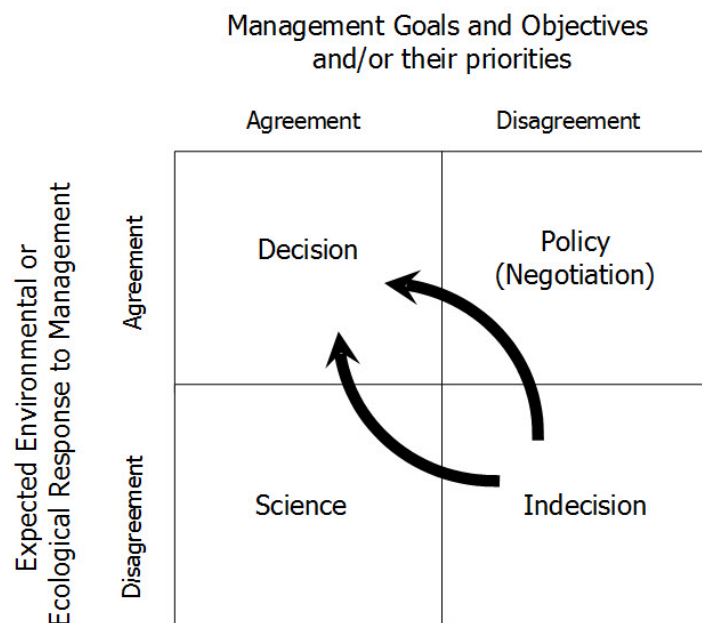 Management Goals and Objectives
and/or their priorities
Agreement
Disagreement
Expected Environmental or
Ecological Response to Management
Agreement
Disagreement
Decision
Policy
(Negotiation)
Science
Indecision